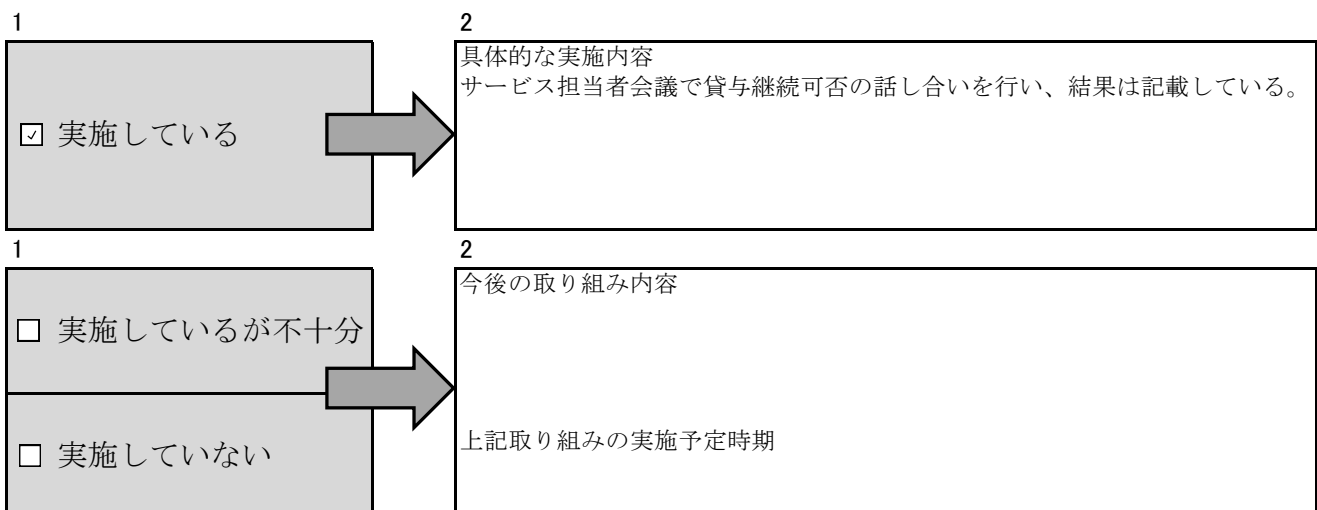 1
2
☑ 実施している
具体的な実施内容
サービス担当者会議で貸与継続可否の話し合いを行い、結果は記載している。
1
2
☐ 実施しているが不十分
☐ 実施していない
今後の取り組み内容
上記取り組みの実施予定時期